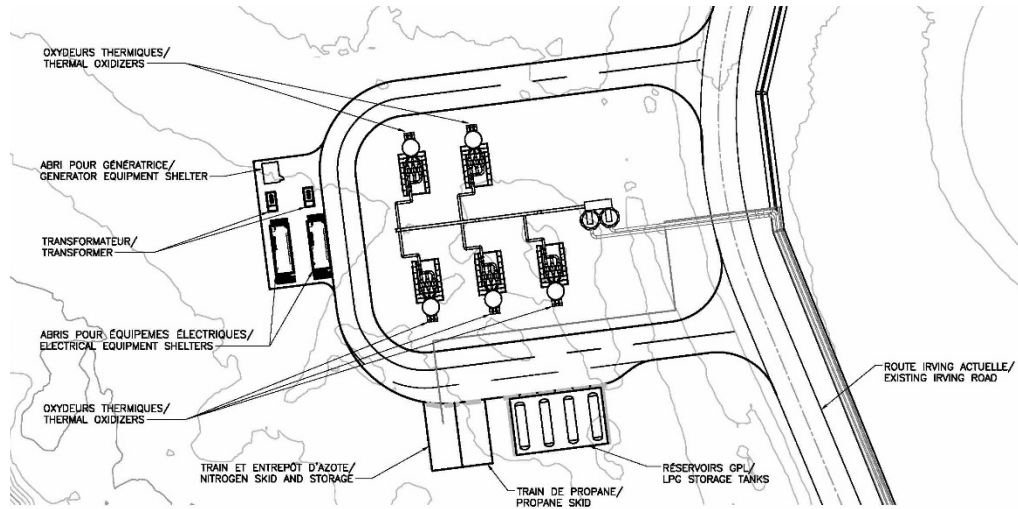 OXYDEURS THERMIQUES/
THERMAL OXIDIZERS
ABRI POUR GÉNÉRATRICE/
GENERATOR EQUIPMENT SHELTER
TRANSFORMATEUR/
TRANSFORMER
ABRIS POUR ÉQUIPEMES ÉLECTRIQUES/
ELECTRICAL EQUIPMENT SHELTERS
ROUTE IRVING ACTUELLE/
EXISTING IRVING ROAD
OXYDEURS THERMIQUES/
THERMAL OXIDIZERS
TRAIN ET ENTREPÔT D'AZOTE/
NITROGEN SKID AND STORAGE
RÉSERVOIRS GPL/
LPG STORAGE TANKS
TRAIN DE PROPANE/
PROPANE SKID